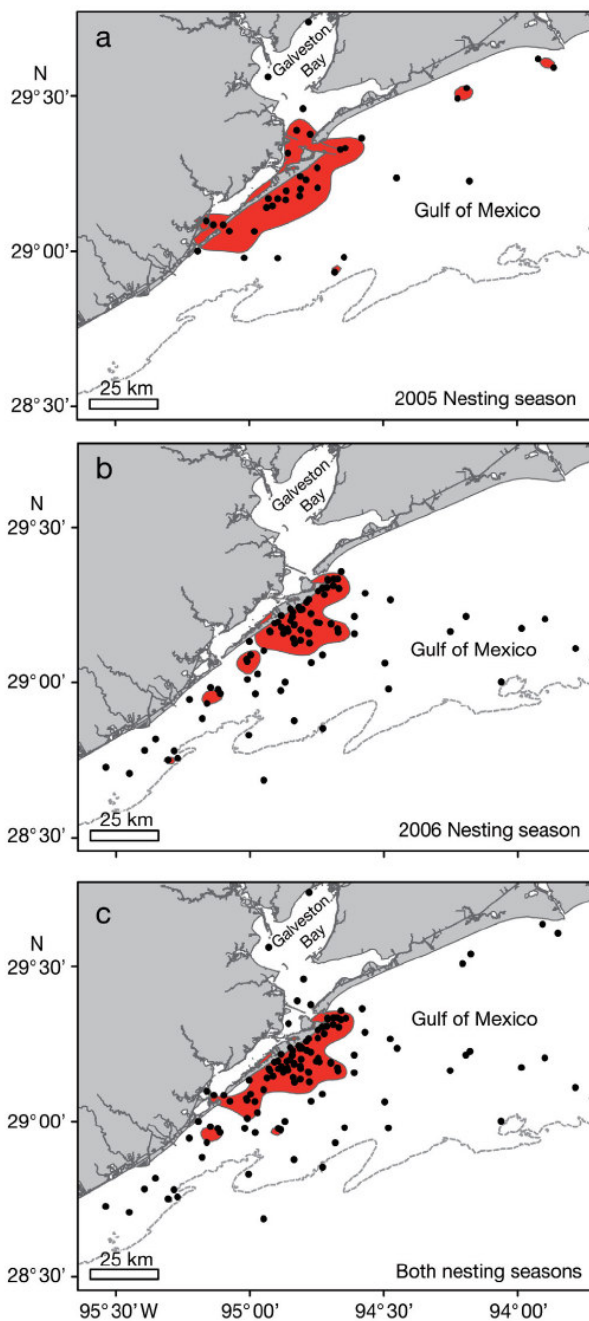 a
Galveston
Bay
N
29°30'
Gulf of Mexico
29°00'
25 km
28°30'
2005 Nesting season
b
Galveston
Bay
N
29°30'
Gulf of Mexico
29°00'
25 km
28°30'
2006 Nesting season
c
Galveston
Bay
N
29°30'
Gulf of Mexico
29°00'
25 km
28°30'
Both nesting seasons
95°30' W 95°00' 94°30' 94°00'